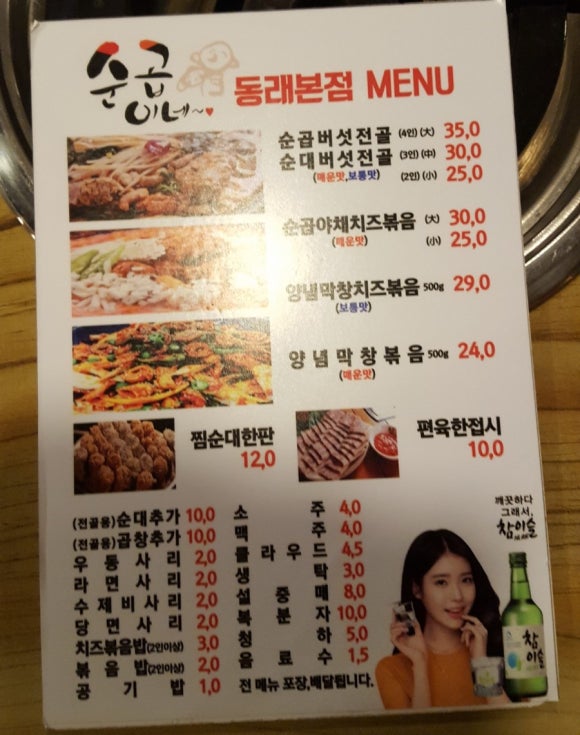 순곱이네~♥
동래본점 MENU
순곱버섯전골 (4인)(大) 35,0
순대버섯전골 (3인)(中) 30,0
(매운맛,보통맛) (2인)(小) 25,0
순곱야채치즈볶음 (大) 30,0
(매운맛) (小) 25,0
양념막창치즈볶음 500g 29,0
(보통맛)
양념막창볶음 500g 24,0
(매운맛)
찜순대한판
12,0
편육한접시
10,0
(전골용)순대추가 10,0
(전골용)곱창추가 10,0
우동사리 2,0
라면사리 2,0
수제비사리 2,0
당면사리 2,0
치즈볶음밥(2인이상) 3,0
볶음밥(2인이상) 2,0
공기밥 1,0
소주 4,0
맥주 4,0
클라우드 4,5
생탁 3,0
설중매 8,0
복분자 10,0
청하 5,0
음료수 1,5
전 메뉴 포장,배달됩니다.
깨끗하다
그래서,
참이슬
참이슬